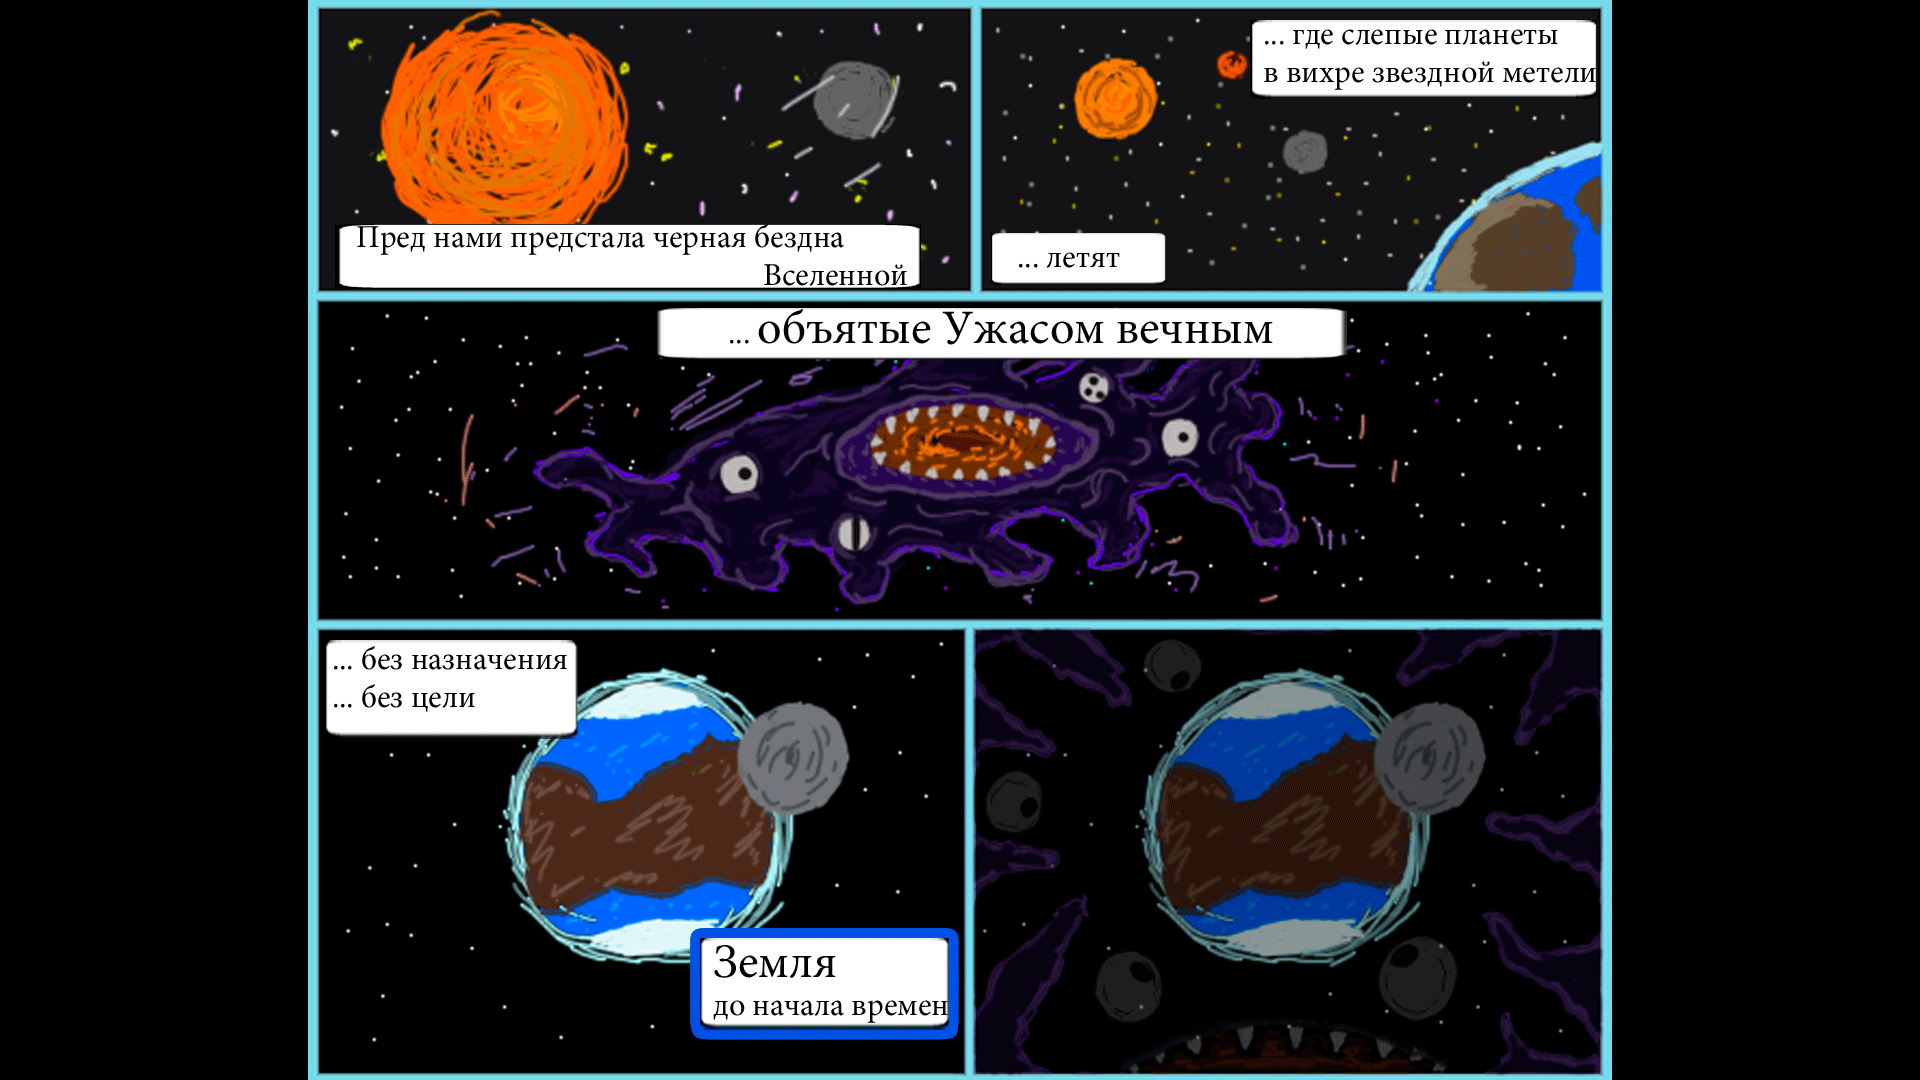 Пред нами предстала черная бездна
Вселенной
... где слепые планеты
в вихре звездной метели
... летят
... объятые Ужасом вечным
... без назначения
... без цели
Земля
до начала времен